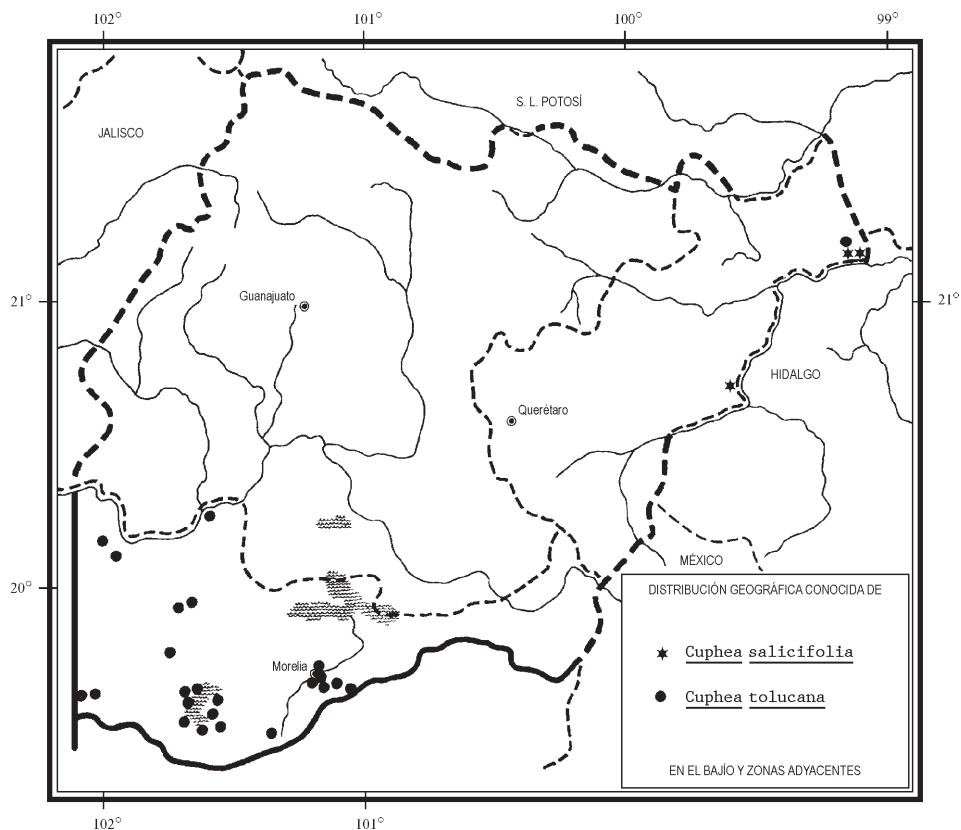 102°
101°
100°
99°
S. L. POTOSÍ
JALISCO
Guanajuato
21°
21°
HIDALGO
Querétaro
MÉXICO
20°
DISTRIBUCIÓN GEOGRÁFICA CONOCIDA DE
Cuphea salicifolia
Morelia
Cuphea tolucana
EN EL BAJÍO Y ZONAS ADYACENTES
102°
101°